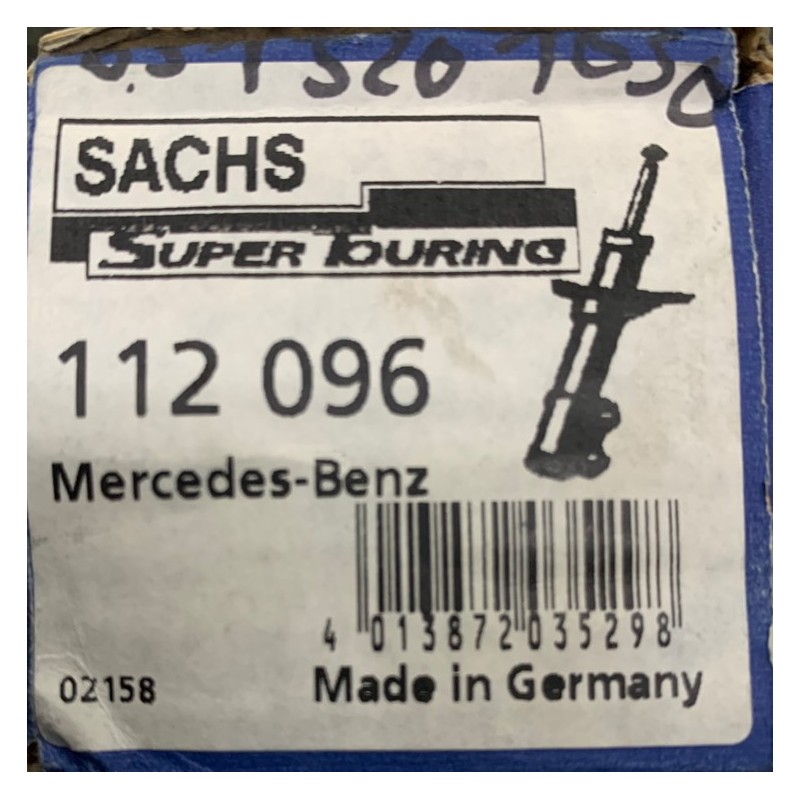 SACHS
SUPER TOURING
112 096
Mercedes-Benz
4 013872 035298
02158
Made in Germany